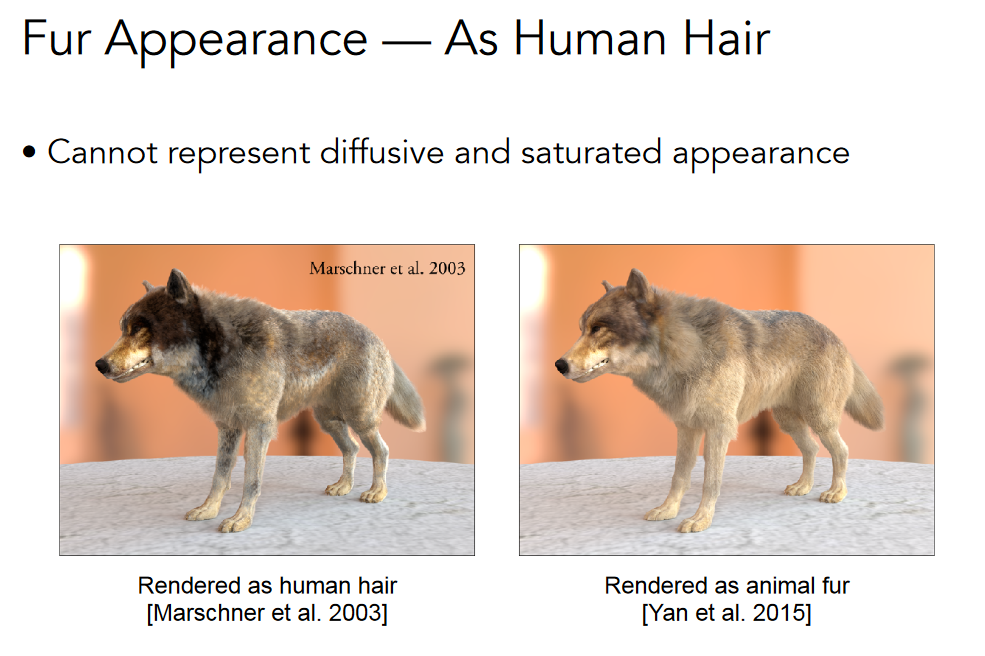 Fur Appearance — As Human Hair
• Cannot represent diffusive and saturated appearance
Marschner et al. 2003
Rendered as human hair
[Marschner et al. 2003]
Rendered as animal fur
[Yan et al. 2015]